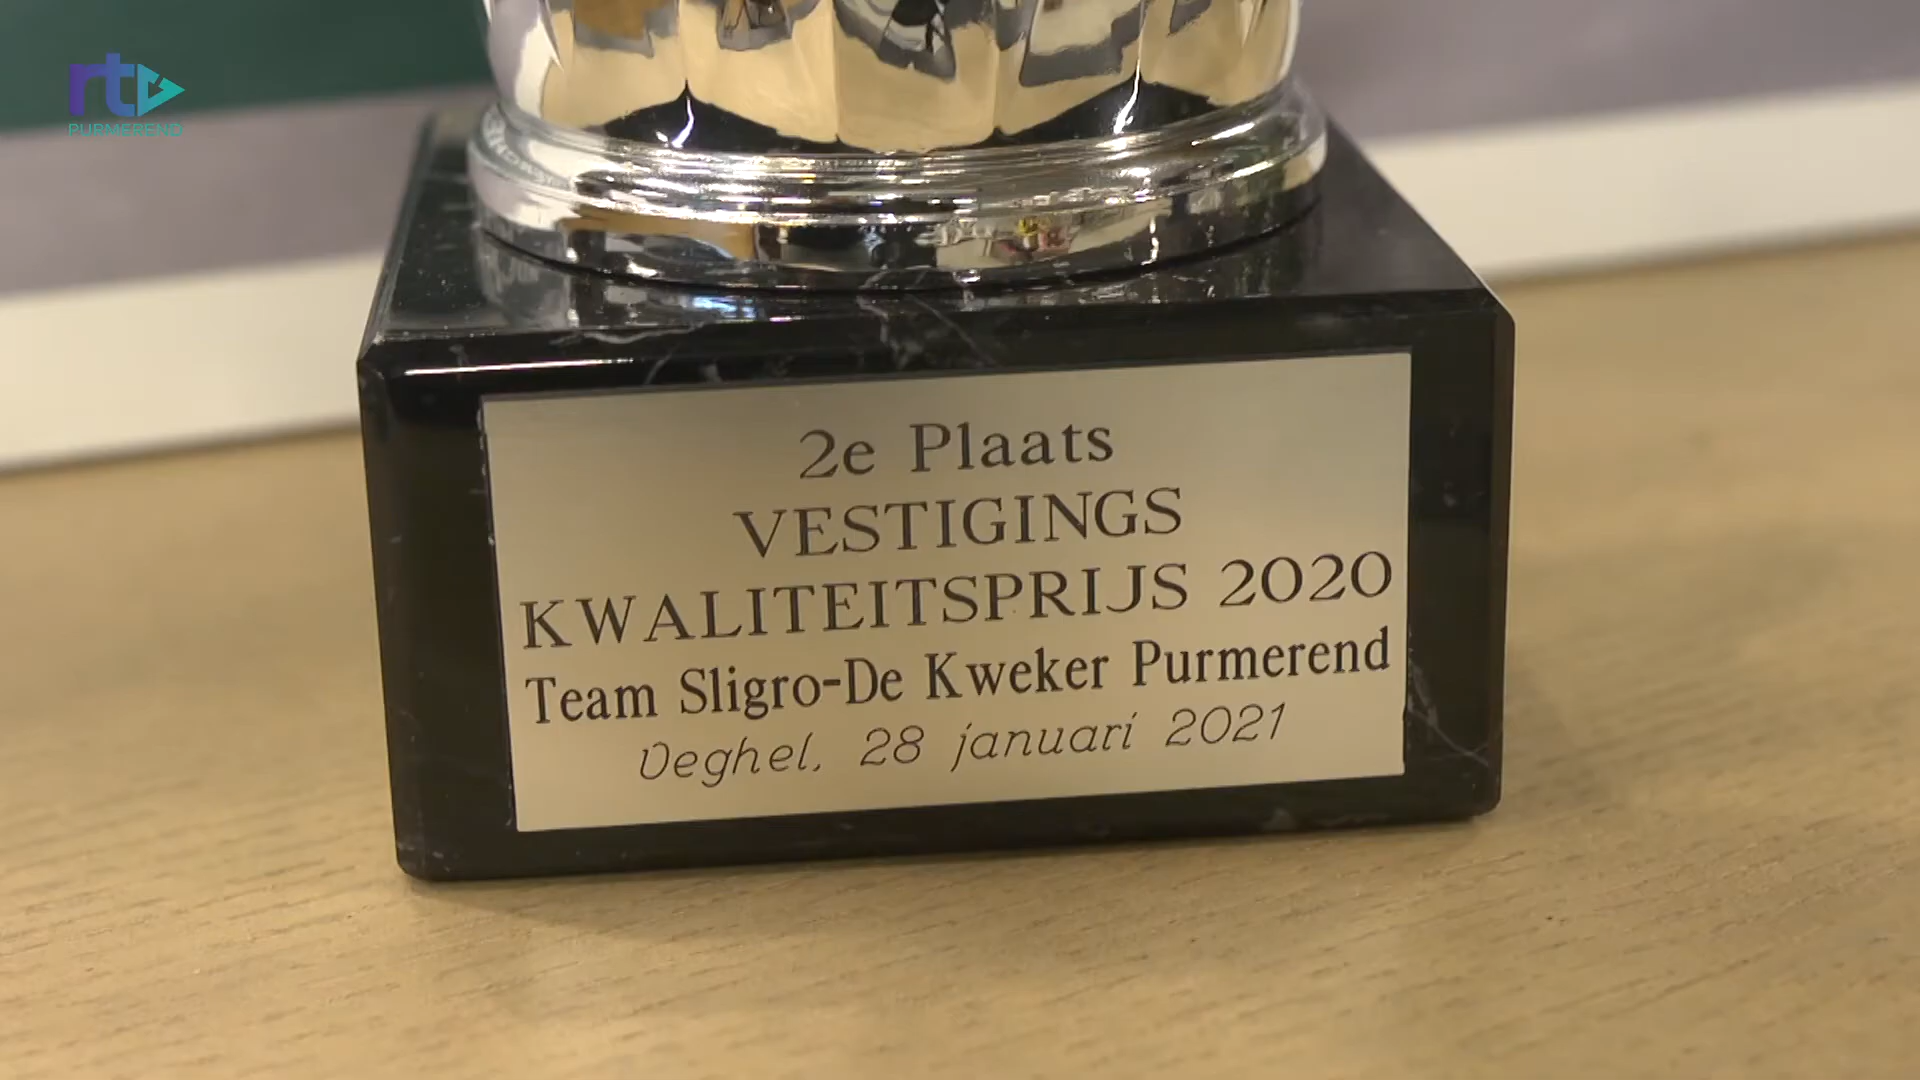 rtv
PURMEREND
2e Plaats
VESTIGINGS
KWALITEITSPRIJS 2020
Team Sligro-De Kweker Purmerend
Veghel, 28 januari 2021